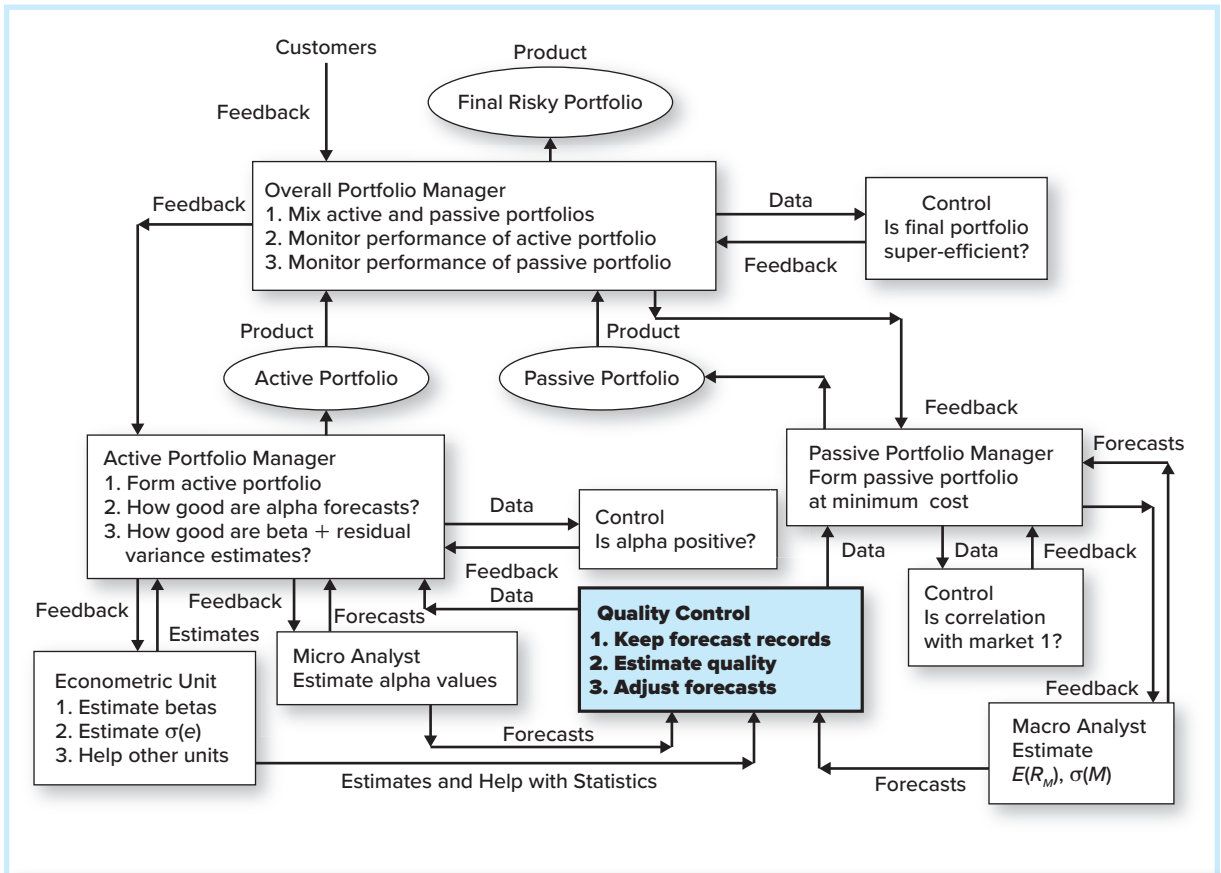 Customers
Product
Final Risky Portfolio
Feedback
Overall Portfolio Manager
1. Mix active and passive portfolios
2. Monitor performance of active portfolio
3. Monitor performance of passive portfolio
Feedback
Data
Feedback
Control
Is final portfolio
super-efficient?
Product
Product
Active Portfolio
Passive Portfolio
Feedback
Active Portfolio Manager
1. Form active portfolio
2. How good are alpha forecasts?
3. How good are beta + residual
variance estimates?
Data
Feedback
Control
Is alpha positive?
Passive Portfolio Manager
Form passive portfolio
at minimum cost
Forecasts
Data
Data
Feedback
Control
Is correlation
with market 1?
Feedback
Estimates
Feedback
Forecasts
Data
Quality Control
1. Keep forecast records
2. Estimate quality
3. Adjust forecasts
Econometric Unit
1. Estimate betas
2. Estimate σ(e)
3. Help other units
Micro Analyst
Estimate alpha values
Forecasts
Estimates and Help with Statistics
Feedback
Macro Analyst
Estimate
E(R_M), σ(M)
Forecasts